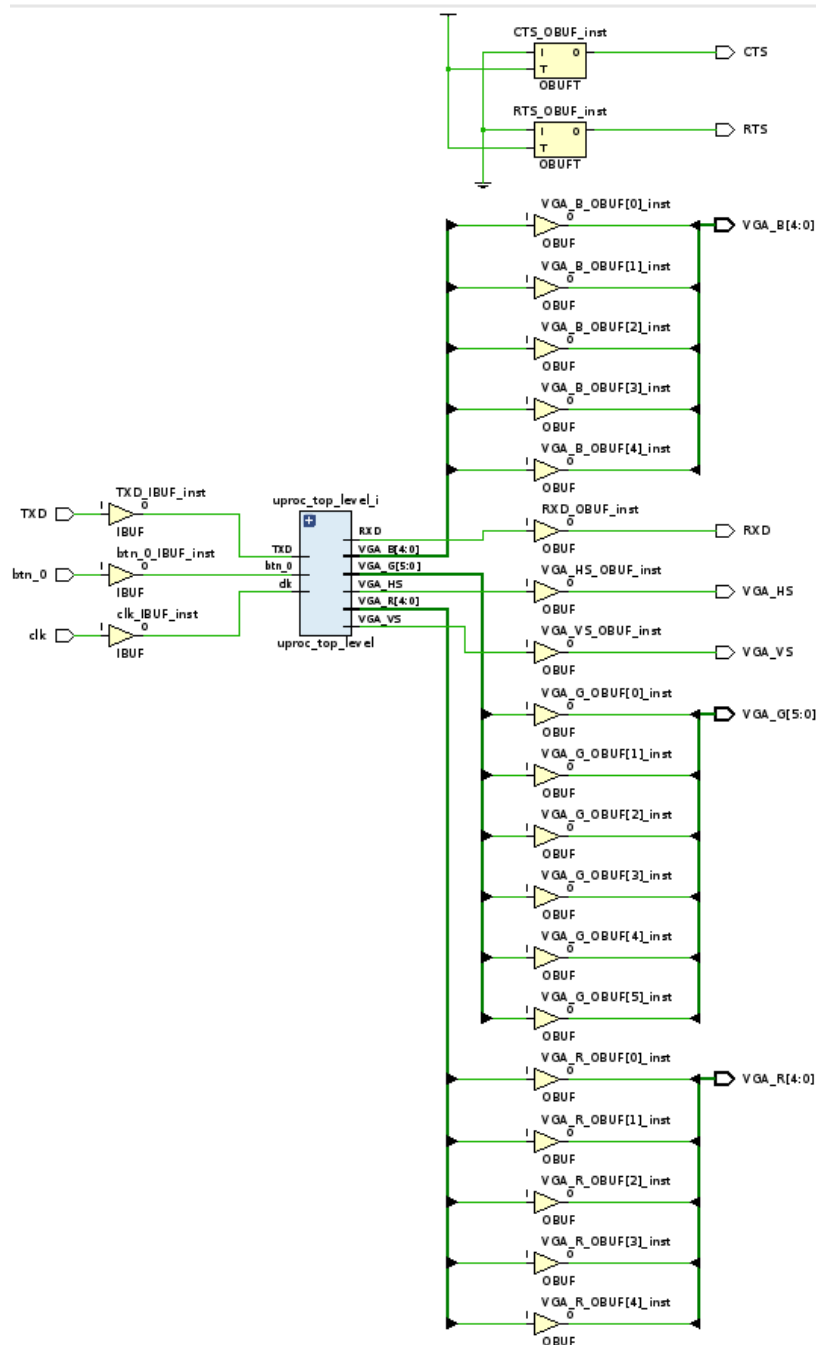 CTS_OBUF_inst
I O
T
OBUFT
CTS
RTS_OBUF_inst
I O
T
OBUFT
RTS
VGA_B_OBUF[0]_inst
I O
OBUF
VGA_B[4:0]
VGA_B_OBUF[1]_inst
I O
OBUF
VGA_B_OBUF[2]_inst
I O
OBUF
VGA_B_OBUF[3]_inst
I O
OBUF
VGA_B_OBUF[4]_inst
I O
OBUF
TXD
TXD_IBUF_inst
I O
IBUF
btn_0
btn_0_IBUF_inst
I O
IBUF
clk
clk_IBUF_inst
I O
IBUF
uproc_top_level_i
TXD
btn_0
clk
RXD
VGA_B[4:0]
VGA_G[5:0]
VGA_HS
VGA_R[4:0]
VGA_VS
uproc_top_level
RXD_OBUF_inst
I O
OBUF
RXD
VGA_HS_OBUF_inst
I O
OBUF
VGA_HS
VGA_VS_OBUF_inst
I O
OBUF
VGA_VS
VGA_G_OBUF[0]_inst
I O
OBUF
VGA_G[5:0]
VGA_G_OBUF[1]_inst
I O
OBUF
VGA_G_OBUF[2]_inst
I O
OBUF
VGA_G_OBUF[3]_inst
I O
OBUF
VGA_G_OBUF[4]_inst
I O
OBUF
VGA_G_OBUF[5]_inst
I O
OBUF
VGA_R_OBUF[0]_inst
I O
OBUF
VGA_R[4:0]
VGA_R_OBUF[1]_inst
I O
OBUF
VGA_R_OBUF[2]_inst
I O
OBUF
VGA_R_OBUF[3]_inst
I O
OBUF
VGA_R_OBUF[4]_inst
I O
OBUF